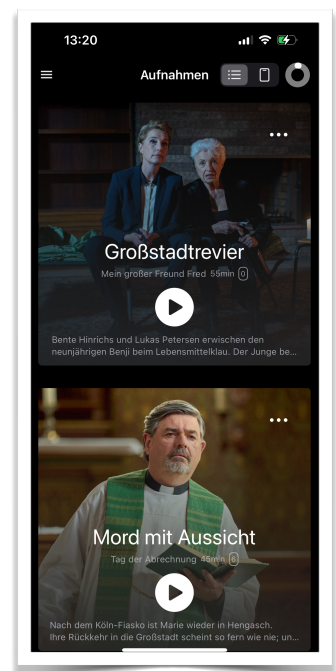 13:20
Aufnahmen
Großstadtrevier
Mein großer Freund Fred 55min 0
Bente Hinrichs und Lukas Petersen erwischen den
neunjährigen Benji beim Lebensmittelklau. Der Junge be...
Mord mit Aussicht
Tag der Abrechnung 45min 6
Nach dem Köln-Fiasko ist Marie wieder in Hengasch.
Ihre Rückkehr in die Großstadt scheint so fern wie nie; un...